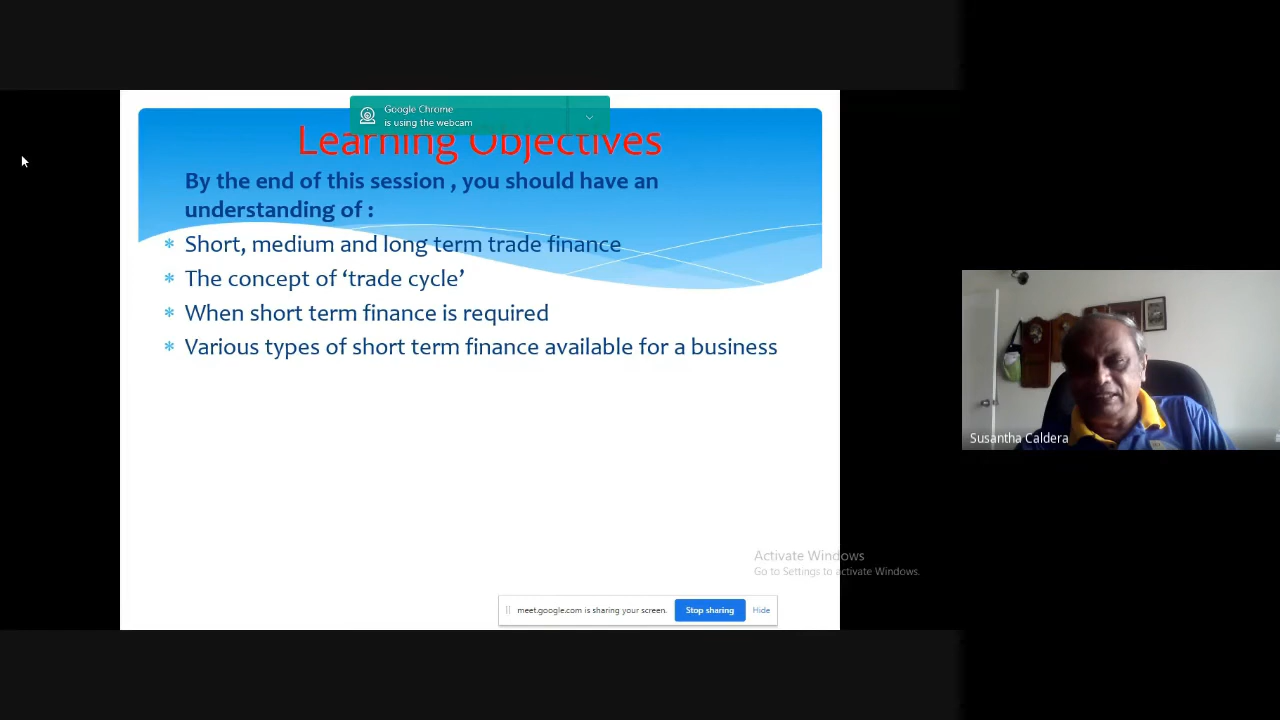 Google Chrome
is using the webcam
Learning Objectives
By the end of this session , you should have an
understanding of :
Short, medium and long term trade finance
The concept of ‘trade cycle’
When short term finance is required
Various types of short term finance available for a business
Susantha Caldera
Activate Windows
Go to Settings to activate Windows.
meet.google.com is sharing your screen. Stop sharing Hide